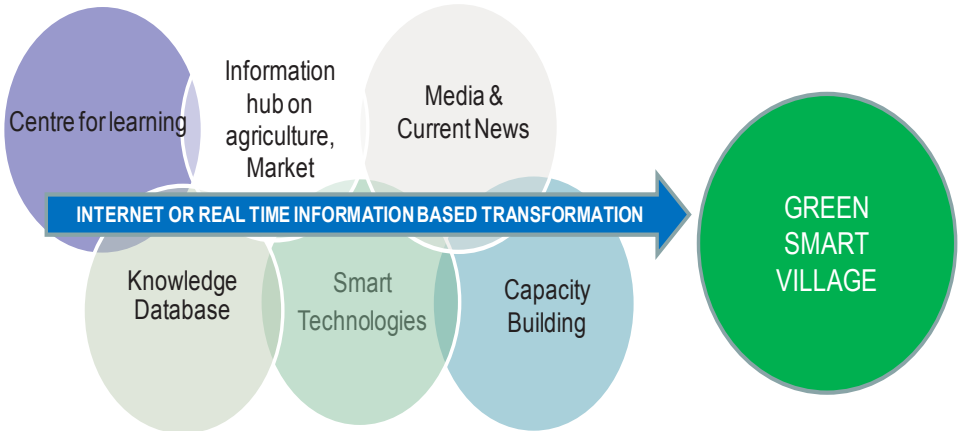 Centre for learning
Information
hub on
agriculture,
Market
Media &
Current News
INTERNET OR REAL TIME INFORMATION BASED TRANSFORMATION
Knowledge
Database
Smart
Technologies
Capacity
Building
GREEN
SMART
VILLAGE